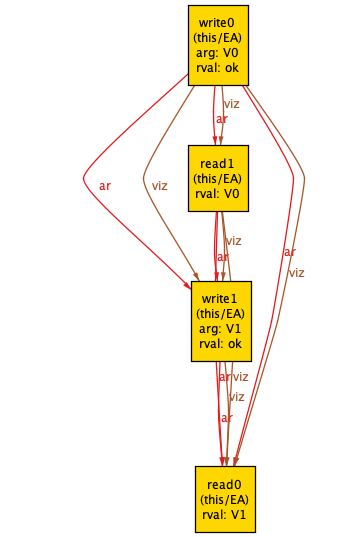 write0
(this/EA)
arg: V0
rval: ok
viz
ar
read1
(this/EA)
rval: V0
ar
viz
viz
ar
ar
viz
write1
(this/EA)
arg: V1
rval: ok
ar
viz
viz
ar
read0
(this/EA)
rval: V1